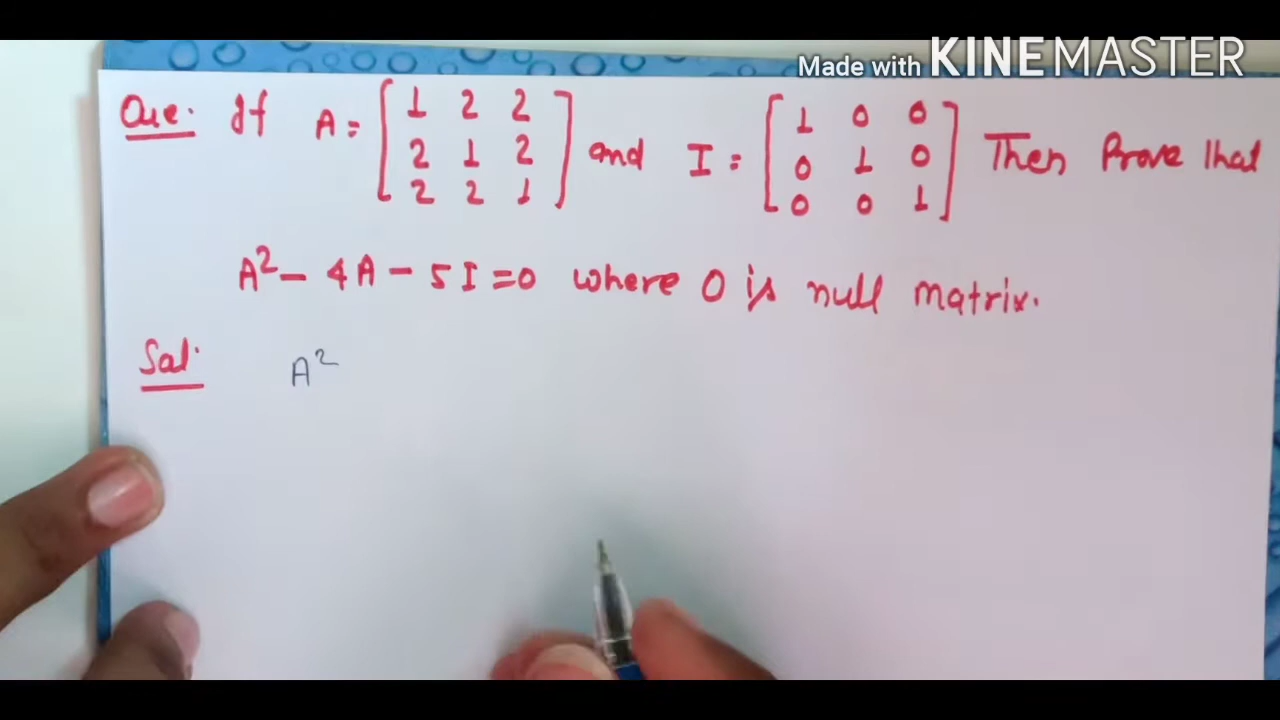 Made with KINEMASTER
Que. If A = [ 1 2 2 ] and I = [ 1 0 0 ] Then Prove that
2 1 2 0 1 0
2 2 1 0 0 1
A² - 4A - 5I = 0 where O is null matrix.
Sol. A²